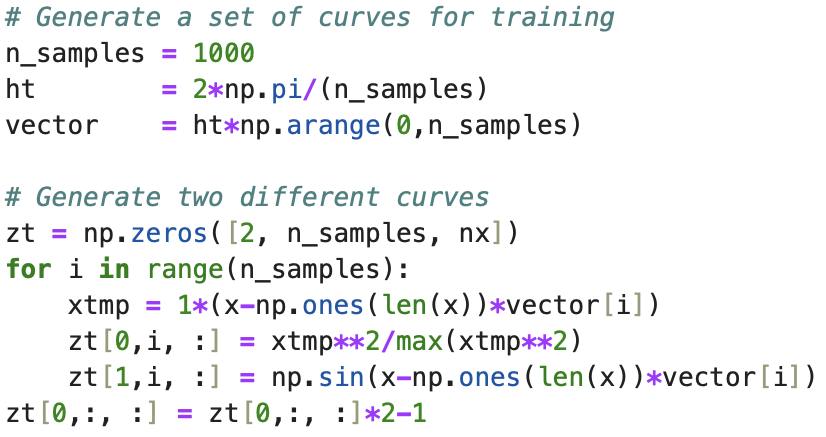 # Generate a set of curves for training
n_samples = 1000
ht        = 2*np.pi/(n_samples)
vector    = ht*np.arange(0,n_samples)

# Generate two different curves
zt = np.zeros([2, n_samples, nx])
for i in range(n_samples):
    xtmp = 1*(x-np.ones(len(x))*vector[i])
    zt[0,i, :] = xtmp**2/max(xtmp**2)
    zt[1,i, :] = np.sin(x-np.ones(len(x))*vector[i])
zt[0,:, :] = zt[0,:, :]*2-1